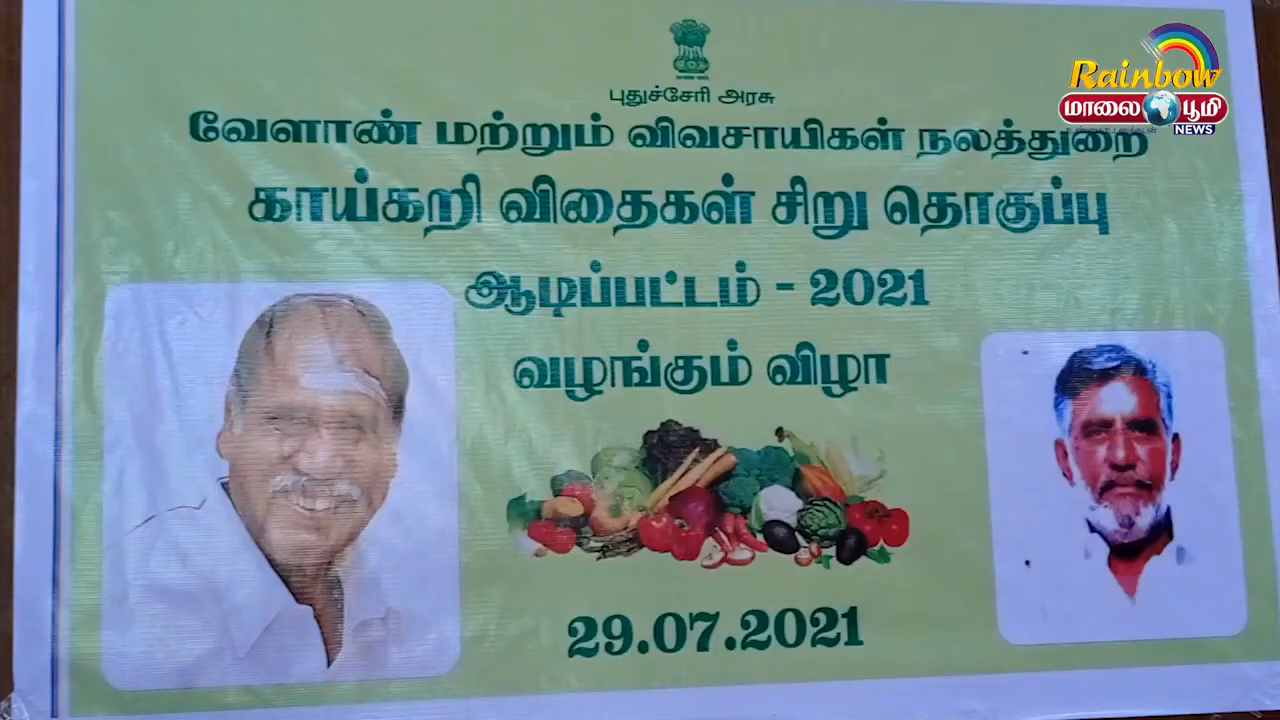 புதுச்சேரி அரசு
வேளாண் மற்றும் விவசாயிகள் நலத்துறை
காய்கறி விதைகள் சிறு தொகுப்பு
ஆடிப்பட்டம் - 2021
வழங்கும் விழா
29.07.2021
Rainbow
மாலை பூமி
NEWS